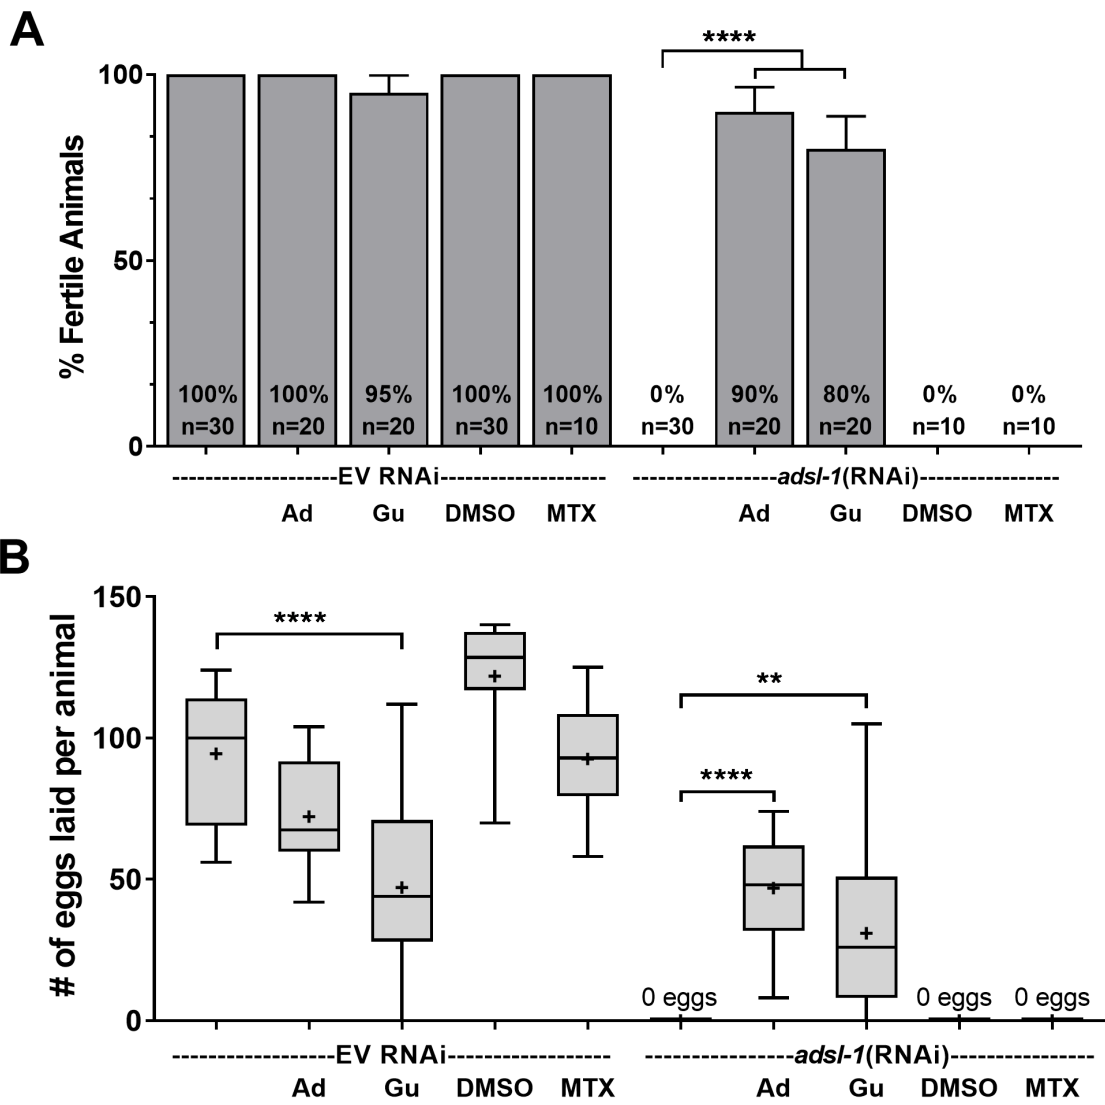 A
****
100
50
0
% Fertile Animals
100% 100% 95% 100% 100% 0% 90% 80% 0% 0%
n=30 n=20 n=20 n=30 n=10 n=30 n=20 n=20 n=10 n=10
------------------EV RNAi------------------ ------------------adsl-1(RNAi)------------------
Ad Gu DMSO MTX Ad Gu DMSO MTX
B
150
100
50
0
# of eggs laid per animal
****
**
****
0 eggs 0 eggs 0 eggs
------------------EV RNAi------------------ ------------------adsl-1(RNAi)------------------
Ad Gu DMSO MTX Ad Gu DMSO MTX